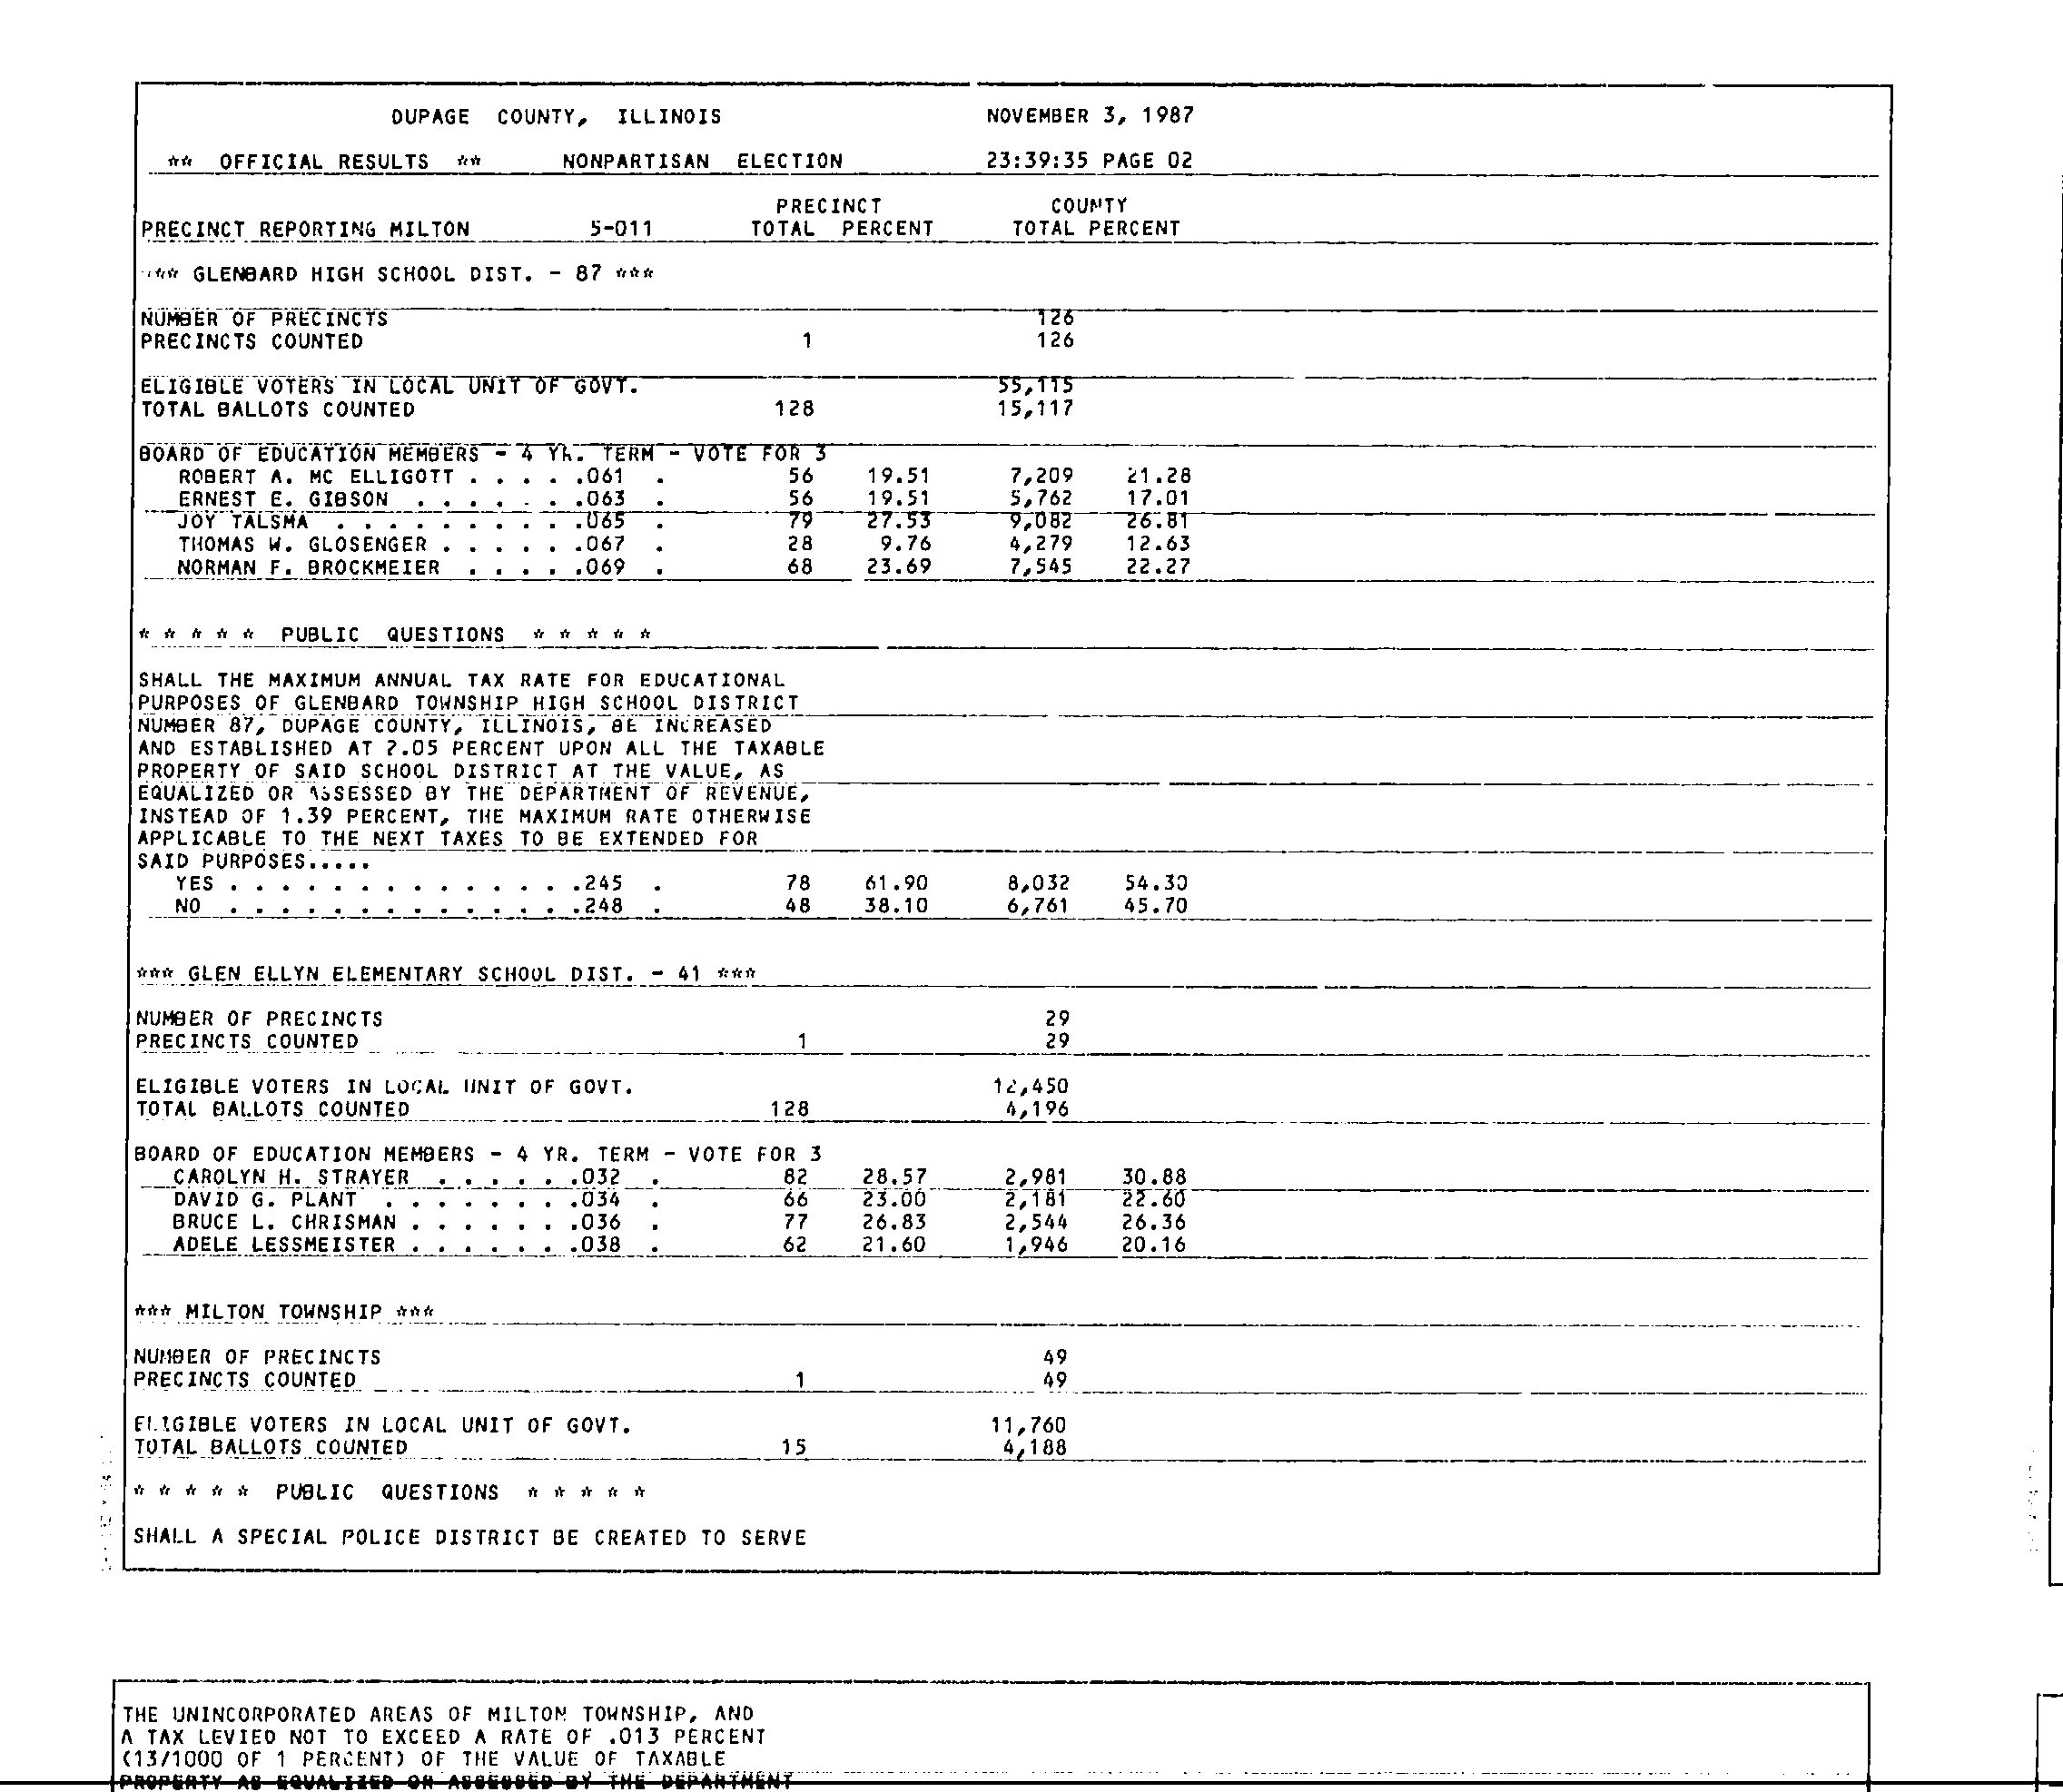 DUPAGE COUNTY, ILLINOIS NOVEMBER 3, 1987
** OFFICIAL RESULTS ** NONPARTISAN ELECTION 23:39:35 PAGE 02
PRECINCT COUNTY
PRECINCT REPORTING MILTON 5-011 TOTAL PERCENT TOTAL PERCENT
*** GLENBARD HIGH SCHOOL DIST. - 87 ***
NUMBER OF PRECINCTS 126
PRECINCTS COUNTED 1 126
ELIGIBLE VOTERS IN LOCAL UNIT OF GOVT. 55,115
TOTAL BALLOTS COUNTED 128 15,117
BOARD OF EDUCATION MEMBERS - 4 YR. TERM - VOTE FOR 3
ROBERT A. MC ELLIGOTT . . . . .061 . 56 19.51 7,209 21.28
ERNEST E. GIBSON . . . . . . .063 . 56 19.51 5,762 17.01
JOY TALSMA . . . . . . . . . .065 . 79 27.53 9,082 26.81
THOMAS W. GLOSENGER . . . . . .067 . 28 9.76 4,279 12.63
NORMAN F. BROCKMEIER . . . . .069 . 68 23.69 7,545 22.27
* * * * * PUBLIC QUESTIONS * * * * *
SHALL THE MAXIMUM ANNUAL TAX RATE FOR EDUCATIONAL
PURPOSES OF GLENBARD TOWNSHIP HIGH SCHOOL DISTRICT
NUMBER 87, DUPAGE COUNTY, ILLINOIS, BE INCREASED
AND ESTABLISHED AT 2.05 PERCENT UPON ALL THE TAXABLE
PROPERTY OF SAID SCHOOL DISTRICT AT THE VALUE, AS
EQUALIZED OR ASSESSED BY THE DEPARTMENT OF REVENUE,
INSTEAD OF 1.39 PERCENT, THE MAXIMUM RATE OTHERWISE
APPLICABLE TO THE NEXT TAXES TO BE EXTENDED FOR
SAID PURPOSES.....
YES . . . . . . . . . . . . . .245 . 78 61.90 8,032 54.30
NO . . . . . . . . . . . . . .248 . 48 38.10 6,761 45.70
*** GLEN ELLYN ELEMENTARY SCHOOL DIST. - 41 ***
NUMBER OF PRECINCTS 29
PRECINCTS COUNTED 1 29
ELIGIBLE VOTERS IN LOCAL UNIT OF GOVT. 12,450
TOTAL BALLOTS COUNTED 128 4,196
BOARD OF EDUCATION MEMBERS - 4 YR. TERM - VOTE FOR 3
CAROLYN H. STRAYER . . . . . .032 . 82 28.57 2,981 30.88
DAVID G. PLANT . . . . . . . .034 . 66 23.00 2,181 22.60
BRUCE L. CHRISMAN . . . . . . .036 . 77 26.83 2,544 26.36
ADELE LESSMEISTER . . . . . . .038 . 62 21.60 1,946 20.16
*** MILTON TOWNSHIP ***
NUMBER OF PRECINCTS 49
PRECINCTS COUNTED 1 49
ELIGIBLE VOTERS IN LOCAL UNIT OF GOVT. 11,760
TOTAL BALLOTS COUNTED 15 4,188
* * * * * PUBLIC QUESTIONS * * * * *
SHALL A SPECIAL POLICE DISTRICT BE CREATED TO SERVE
THE UNINCORPORATED AREAS OF MILTON TOWNSHIP, AND
A TAX LEVIED NOT TO EXCEED A RATE OF .013 PERCENT
(13/1000 OF 1 PERCENT) OF THE VALUE OF TAXABLE
PROPERTY AS EQUALIZED OR ASSESSED BY THE DEPARTMENT